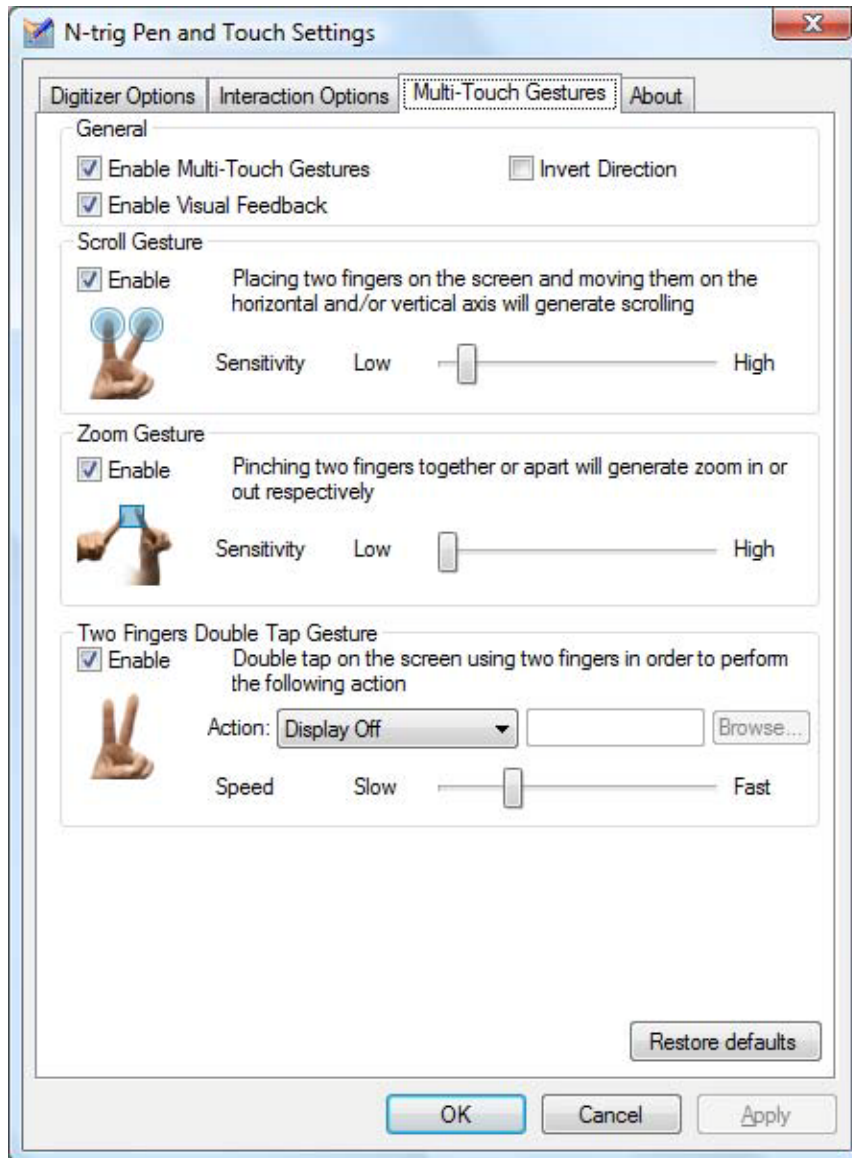 N-trig Pen and Touch Settings
Digitizer Options Interaction Options Multi-Touch Gestures About
General
Enable Multi-Touch Gestures Invert Direction
Enable Visual Feedback
Scroll Gesture
Enable Placing two fingers on the screen and moving them on the
horizontal and/or vertical axis will generate scrolling
Sensitivity Low High
Zoom Gesture
Enable Pinching two fingers together or apart will generate zoom in or
out respectively
Sensitivity Low High
Two Fingers Double Tap Gesture
Enable Double tap on the screen using two fingers in order to perform
the following action
Action: Display Off Browse...
Speed Slow Fast
Restore defaults
OK Cancel Apply